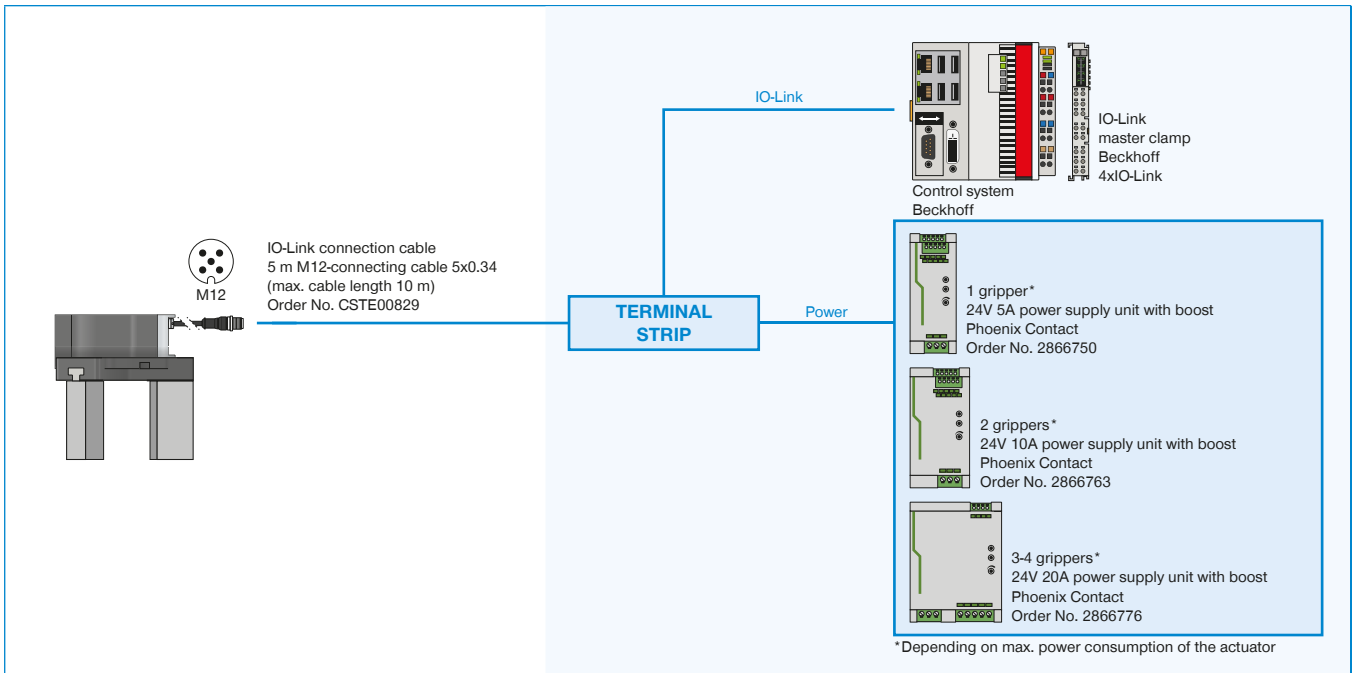 IO-Link
IO-Link
master clamp
Beckhoff
4xIO-Link
Control system
Beckhoff
M12
IO-Link connection cable
5 m M12-connecting cable 5x0.34
(max. cable length 10 m)
Order No. CSTE00829
TERMINAL
STRIP
Power
1 gripper*
24V 5A power supply unit with boost
Phoenix Contact
Order No. 2866750
2 grippers*
24V 10A power supply unit with boost
Phoenix Contact
Order No. 2866763
3-4 grippers*
24V 20A power supply unit with boost
Phoenix Contact
Order No. 2866776
*Depending on max. power consumption of the actuator